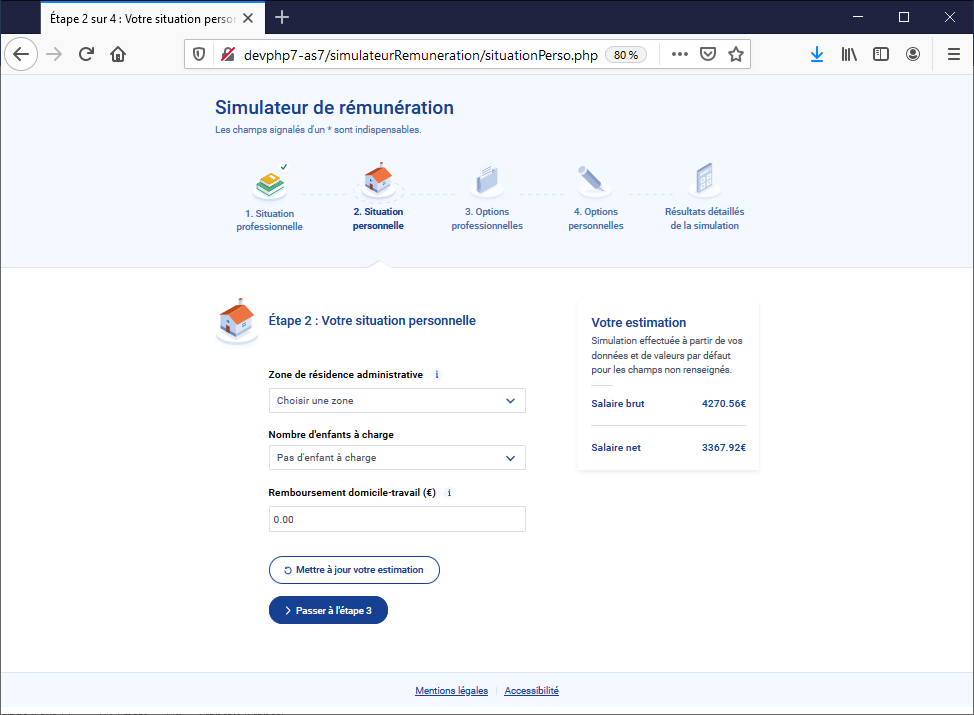 Étape 2 sur 4 : Votre situation person
devphp7-as7/simulateurRemuneration/situationPerso.php 80 %
Simulateur de rémunération
Les champs signalés d'un * sont indispensables.
1. Situation professionnelle
2. Situation personnelle
3. Options professionnelles
4. Options personnelles
Résultats détaillés de la simulation
Étape 2 : Votre situation personnelle
Zone de résidence administrative i
Choisir une zone
Nombre d'enfants à charge
Pas d'enfant à charge
Remboursement domicile-travail (€) i
0.00
Mettre à jour votre estimation
Passer à l'étape 3
Votre estimation
Simulation effectuée à partir de vos
données et de valeurs par défaut
pour les champs non renseignés.
Salaire brut 4270.56€
Salaire net 3367.92€
Mentions légales Accessibilité